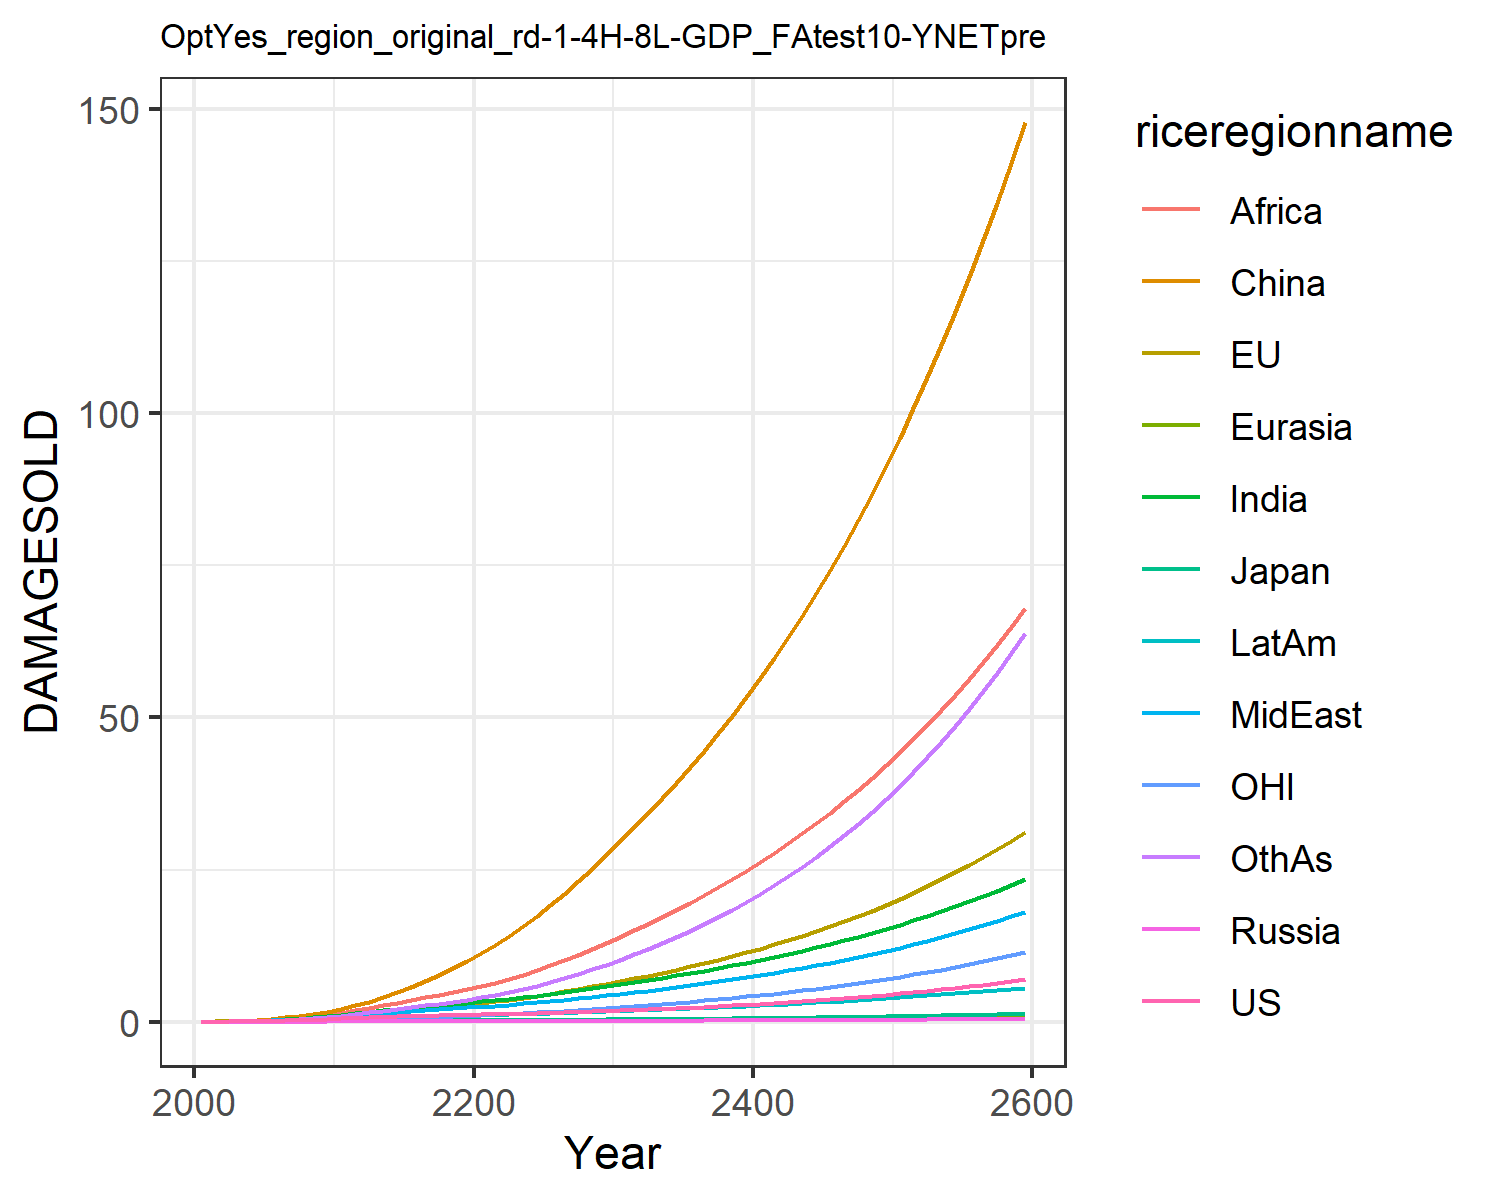 OptYes_region_original_rd-1-4H-8L-GDP_FAtest10-YNETpre
150
100
50
0
DAMAGESOLD
2000
2200
2400
2600
Year
riceregionname
Africa
China
EU
Eurasia
India
Japan
LatAm
MidEast
OHI
OthAs
Russia
US